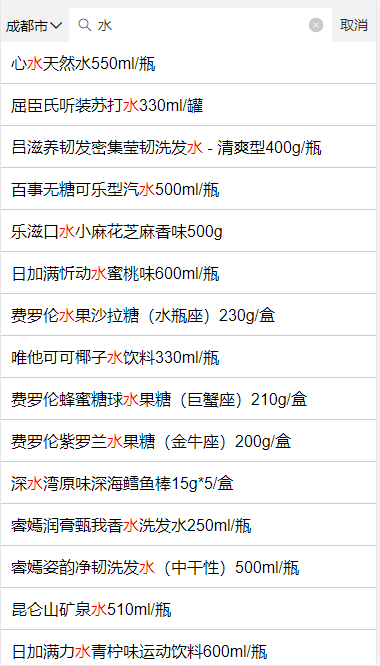 成都市 水 取消
心水天然水550ml/瓶
屈臣氏听装苏打水330ml/罐
吕滋养韧发密集莹韧洗发水 - 清爽型400g/瓶
百事无糖可乐型汽水500ml/瓶
乐滋口水小麻花芝麻香味500g
日加满忻动水蜜桃味600ml/瓶
费罗伦水果沙拉糖（水瓶座）230g/盒
唯他可可椰子水饮料330ml/瓶
费罗伦蜂蜜糖球水果糖（巨蟹座）210g/盒
费罗伦紫罗兰水果糖（金牛座）200g/盒
深水湾原味深海鳕鱼棒15g*5/盒
睿嫣润膏甄我香水洗发水250ml/瓶
睿嫣姿韵净韧洗发水（中干性）500ml/瓶
昆仑山矿泉水510ml/瓶
日加满力水青柠味运动饮料600ml/瓶